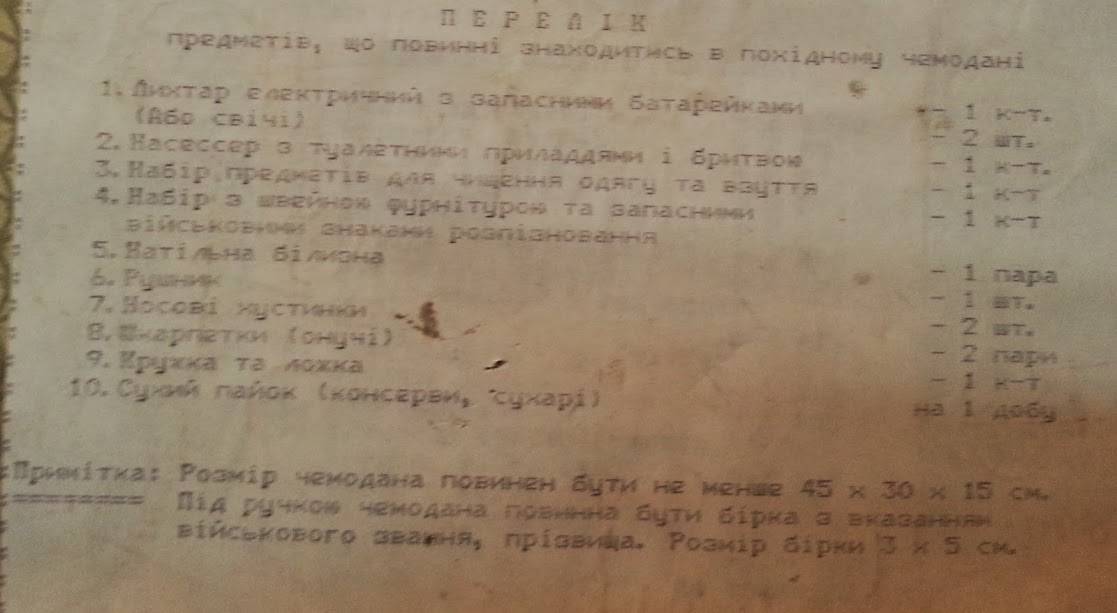 П Е Р Е Л І К
предметів, що повинні знаходитись в похідному чемодані
1. Лихтар електричний з запасними батарейками - 1 к-т.
(Або свічі) - 2 шт.
2. Насессер з туалетними приладдями і бритвою - 1 к-т.
3. Набір предметів для чищення одягу та взуття - 1 к-т
4. Набір з швейною фурнітурою та запасними - 1 к-т
військовими знаками розпізновання
5. Натільна білизна - 1 пара
6. Рушник - 1 шт.
7. Носові хустинки - 2 шт.
8. Шкарпетки (онучі) - 2 пари
9. Кружка та ложка - 1 к-т
10. Сухий пайок (консерви, сухарі) на 1 добу
Примітка: Розмір чемодана повинен бути не менше 45 х 30 х 15 см.
========= Під ручкою чемодана повинна бути бірка з вказанням
військового звання, прізвища. Розмір бірки 3 х 5 см.